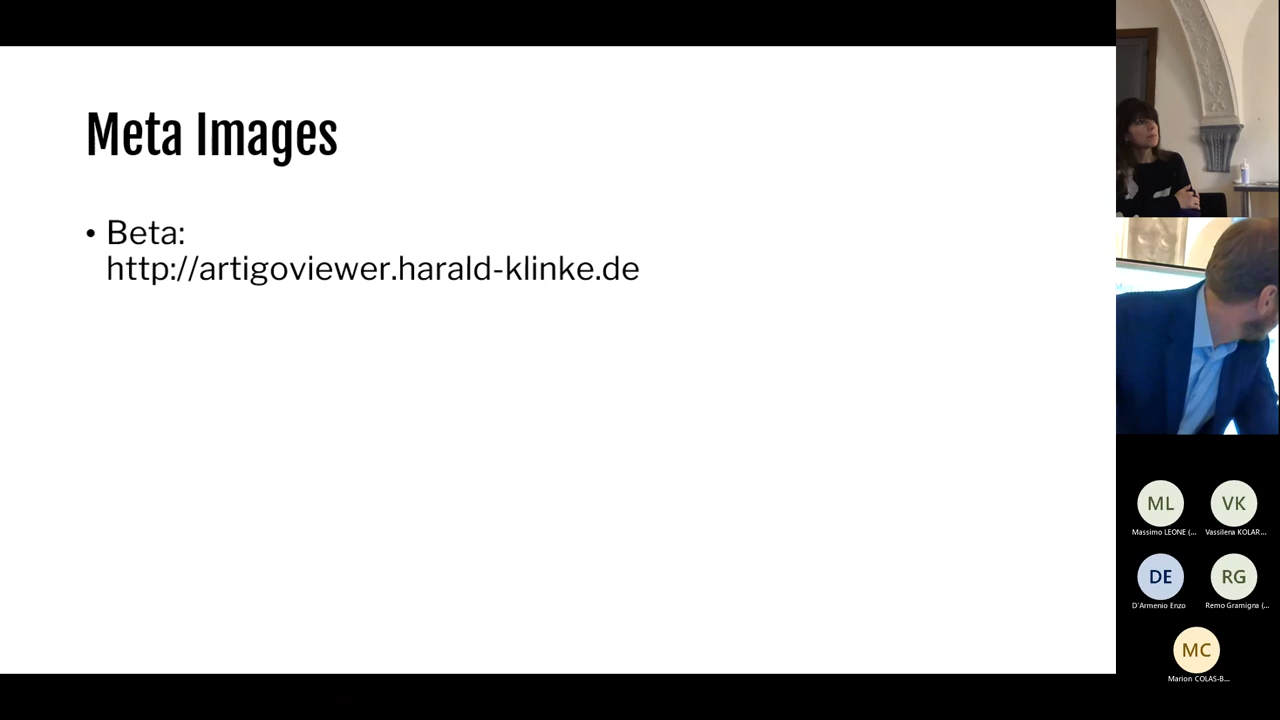 Meta Images
• Beta:
http://artigoviewer.harald-klinke.de
ML
VK
Massimo LEONE (...
Vassilena KOLAR...
DE
RG
D'Armenio Enzo
Remo Gramigna (...
MC
Marion COLAS-B...